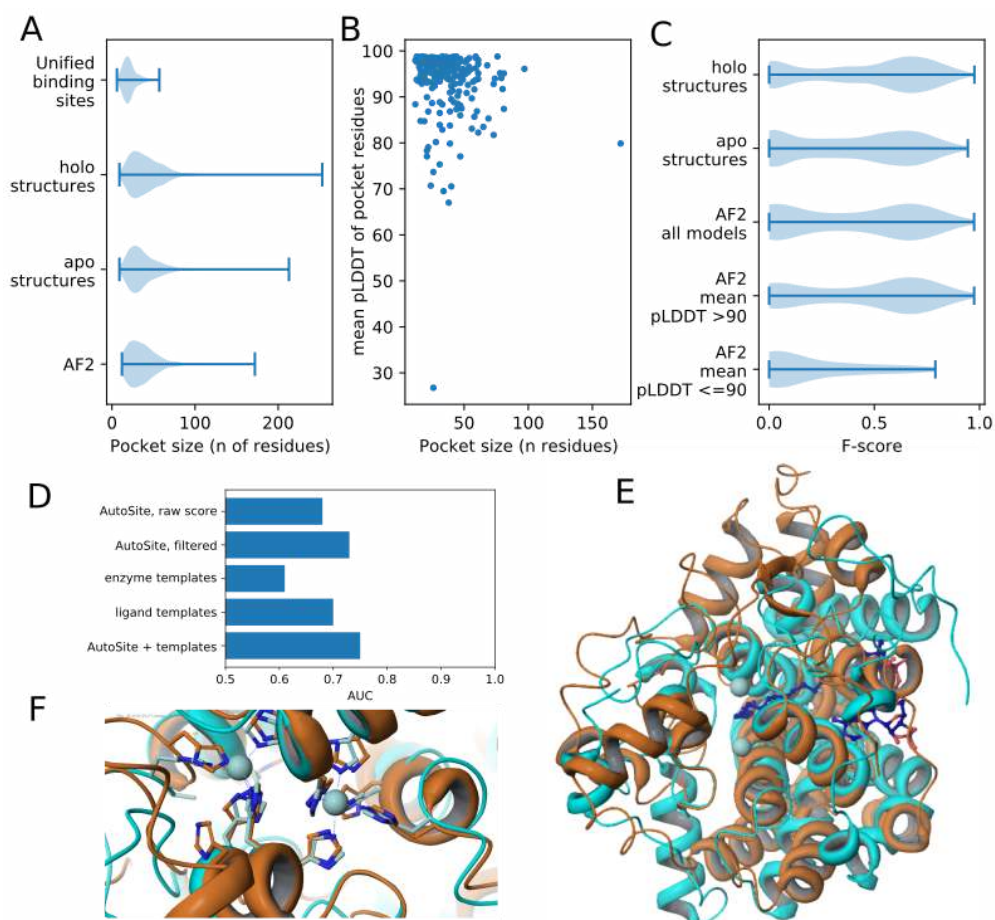 A
Unified
binding
sites
holo
structures
apo
structures
AF2
0
100
200
Pocket size (n of residues)
B
100
90
80
70
60
50
40
30
mean pLDDT of pocket residues
50
100
150
Pocket size (n residues)
C
holo
structures
apo
structures
AF2
all models
AF2
mean
pLDDT >90
AF2
mean
pLDDT <=90
0.0
0.5
1.0
F-score
D
AutoSite, raw score
AutoSite, filtered
enzyme templates
ligand templates
AutoSite + templates
0.5
0.6
0.7
0.8
0.9
1.0
AUC
E
F